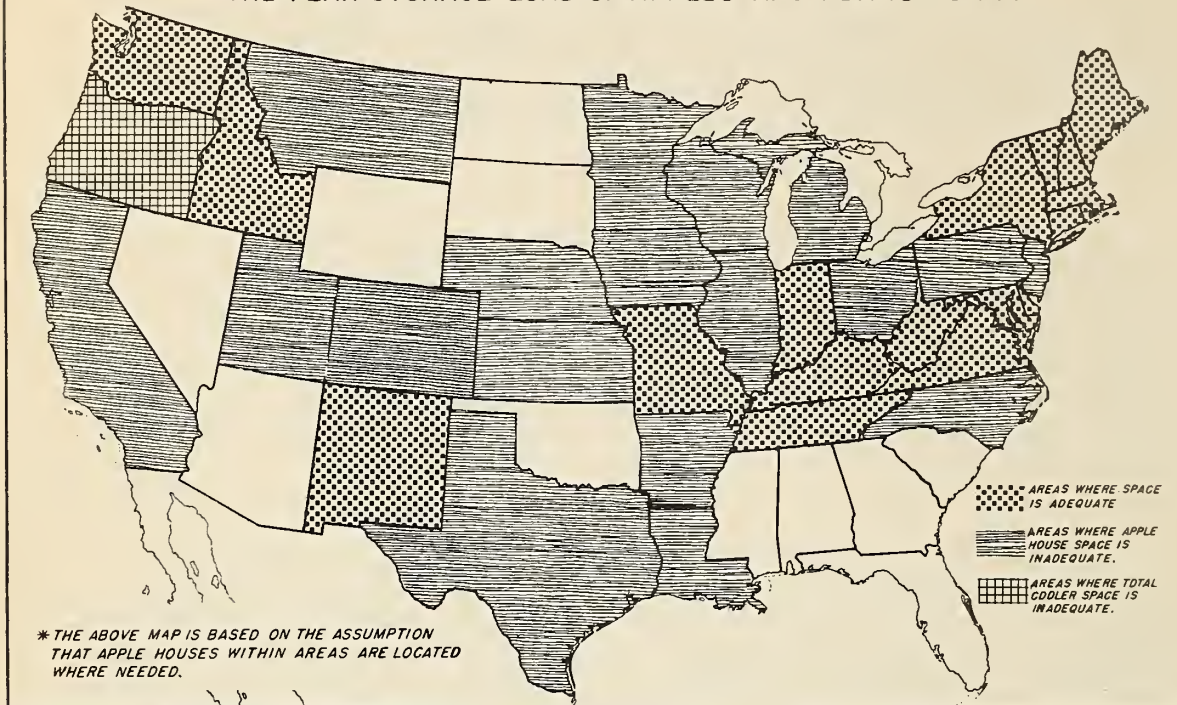 AREAS WHERE SPACE
IS ADEQUATE
AREAS WHERE APPLE
HOUSE SPACE IS
INADEQUATE.
AREAS WHERE TOTAL
COOLER SPACE IS
INADEQUATE.
* THE ABOVE MAP IS BASED ON THE ASSUMPTION
THAT APPLE HOUSES WITHIN AREAS ARE LOCATED
WHERE NEEDED.